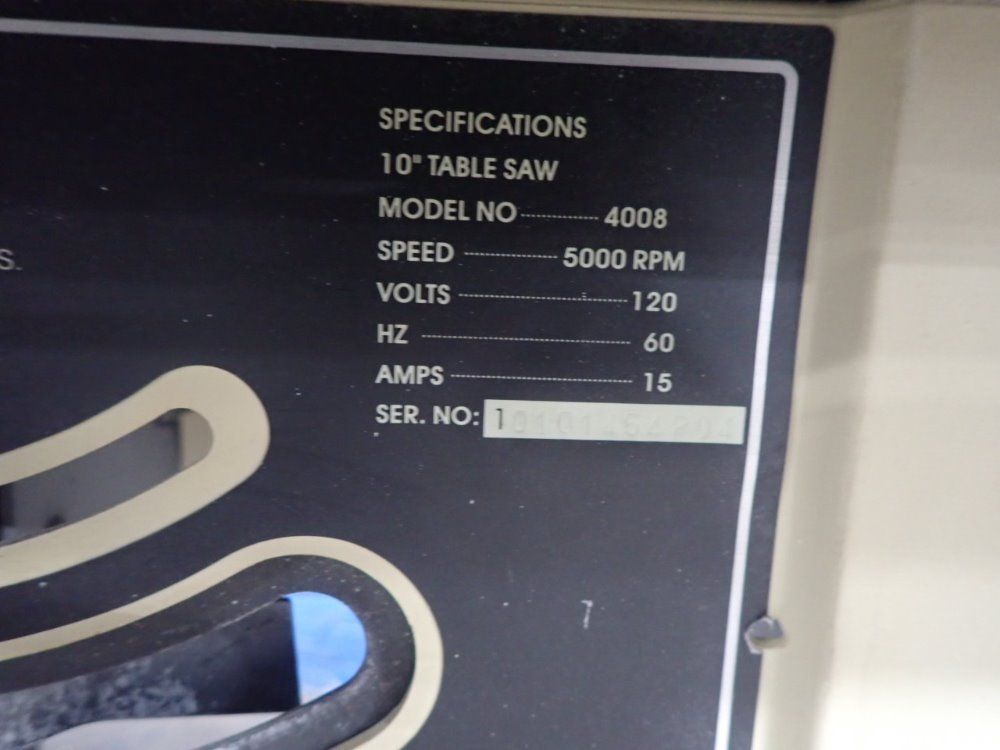 SPECIFICATIONS
10" TABLE SAW
MODEL NO ---------- 4008
SPEED ---------- 5000 RPM
VOLTS ---------- 120
HZ ---------- 60
AMPS ---------- 15
SER. NO: